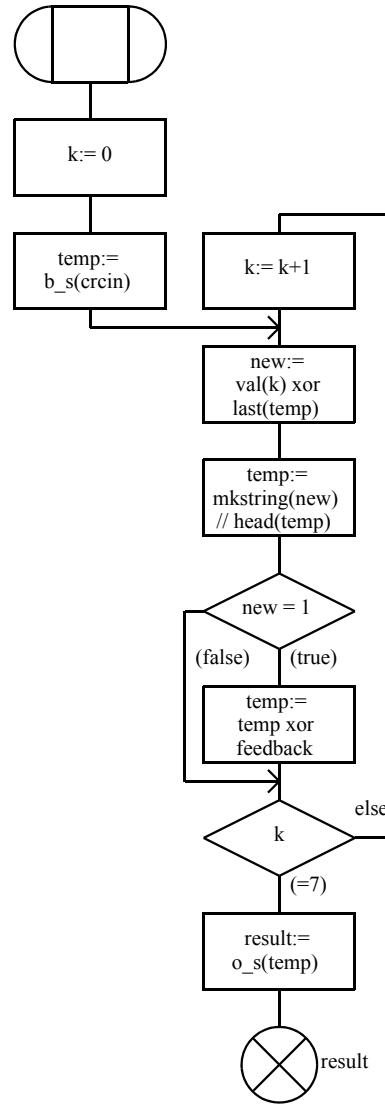 k:= 0
temp:=
b_s(crcin)
k:= k+1
new:=
val(k) xor
last(temp)
temp:=
mkstring(new)
// head(temp)
new = 1
(false)
(true)
temp:=
temp xor
feedback
else
k
(=7)
result:=
o_s(temp)
result